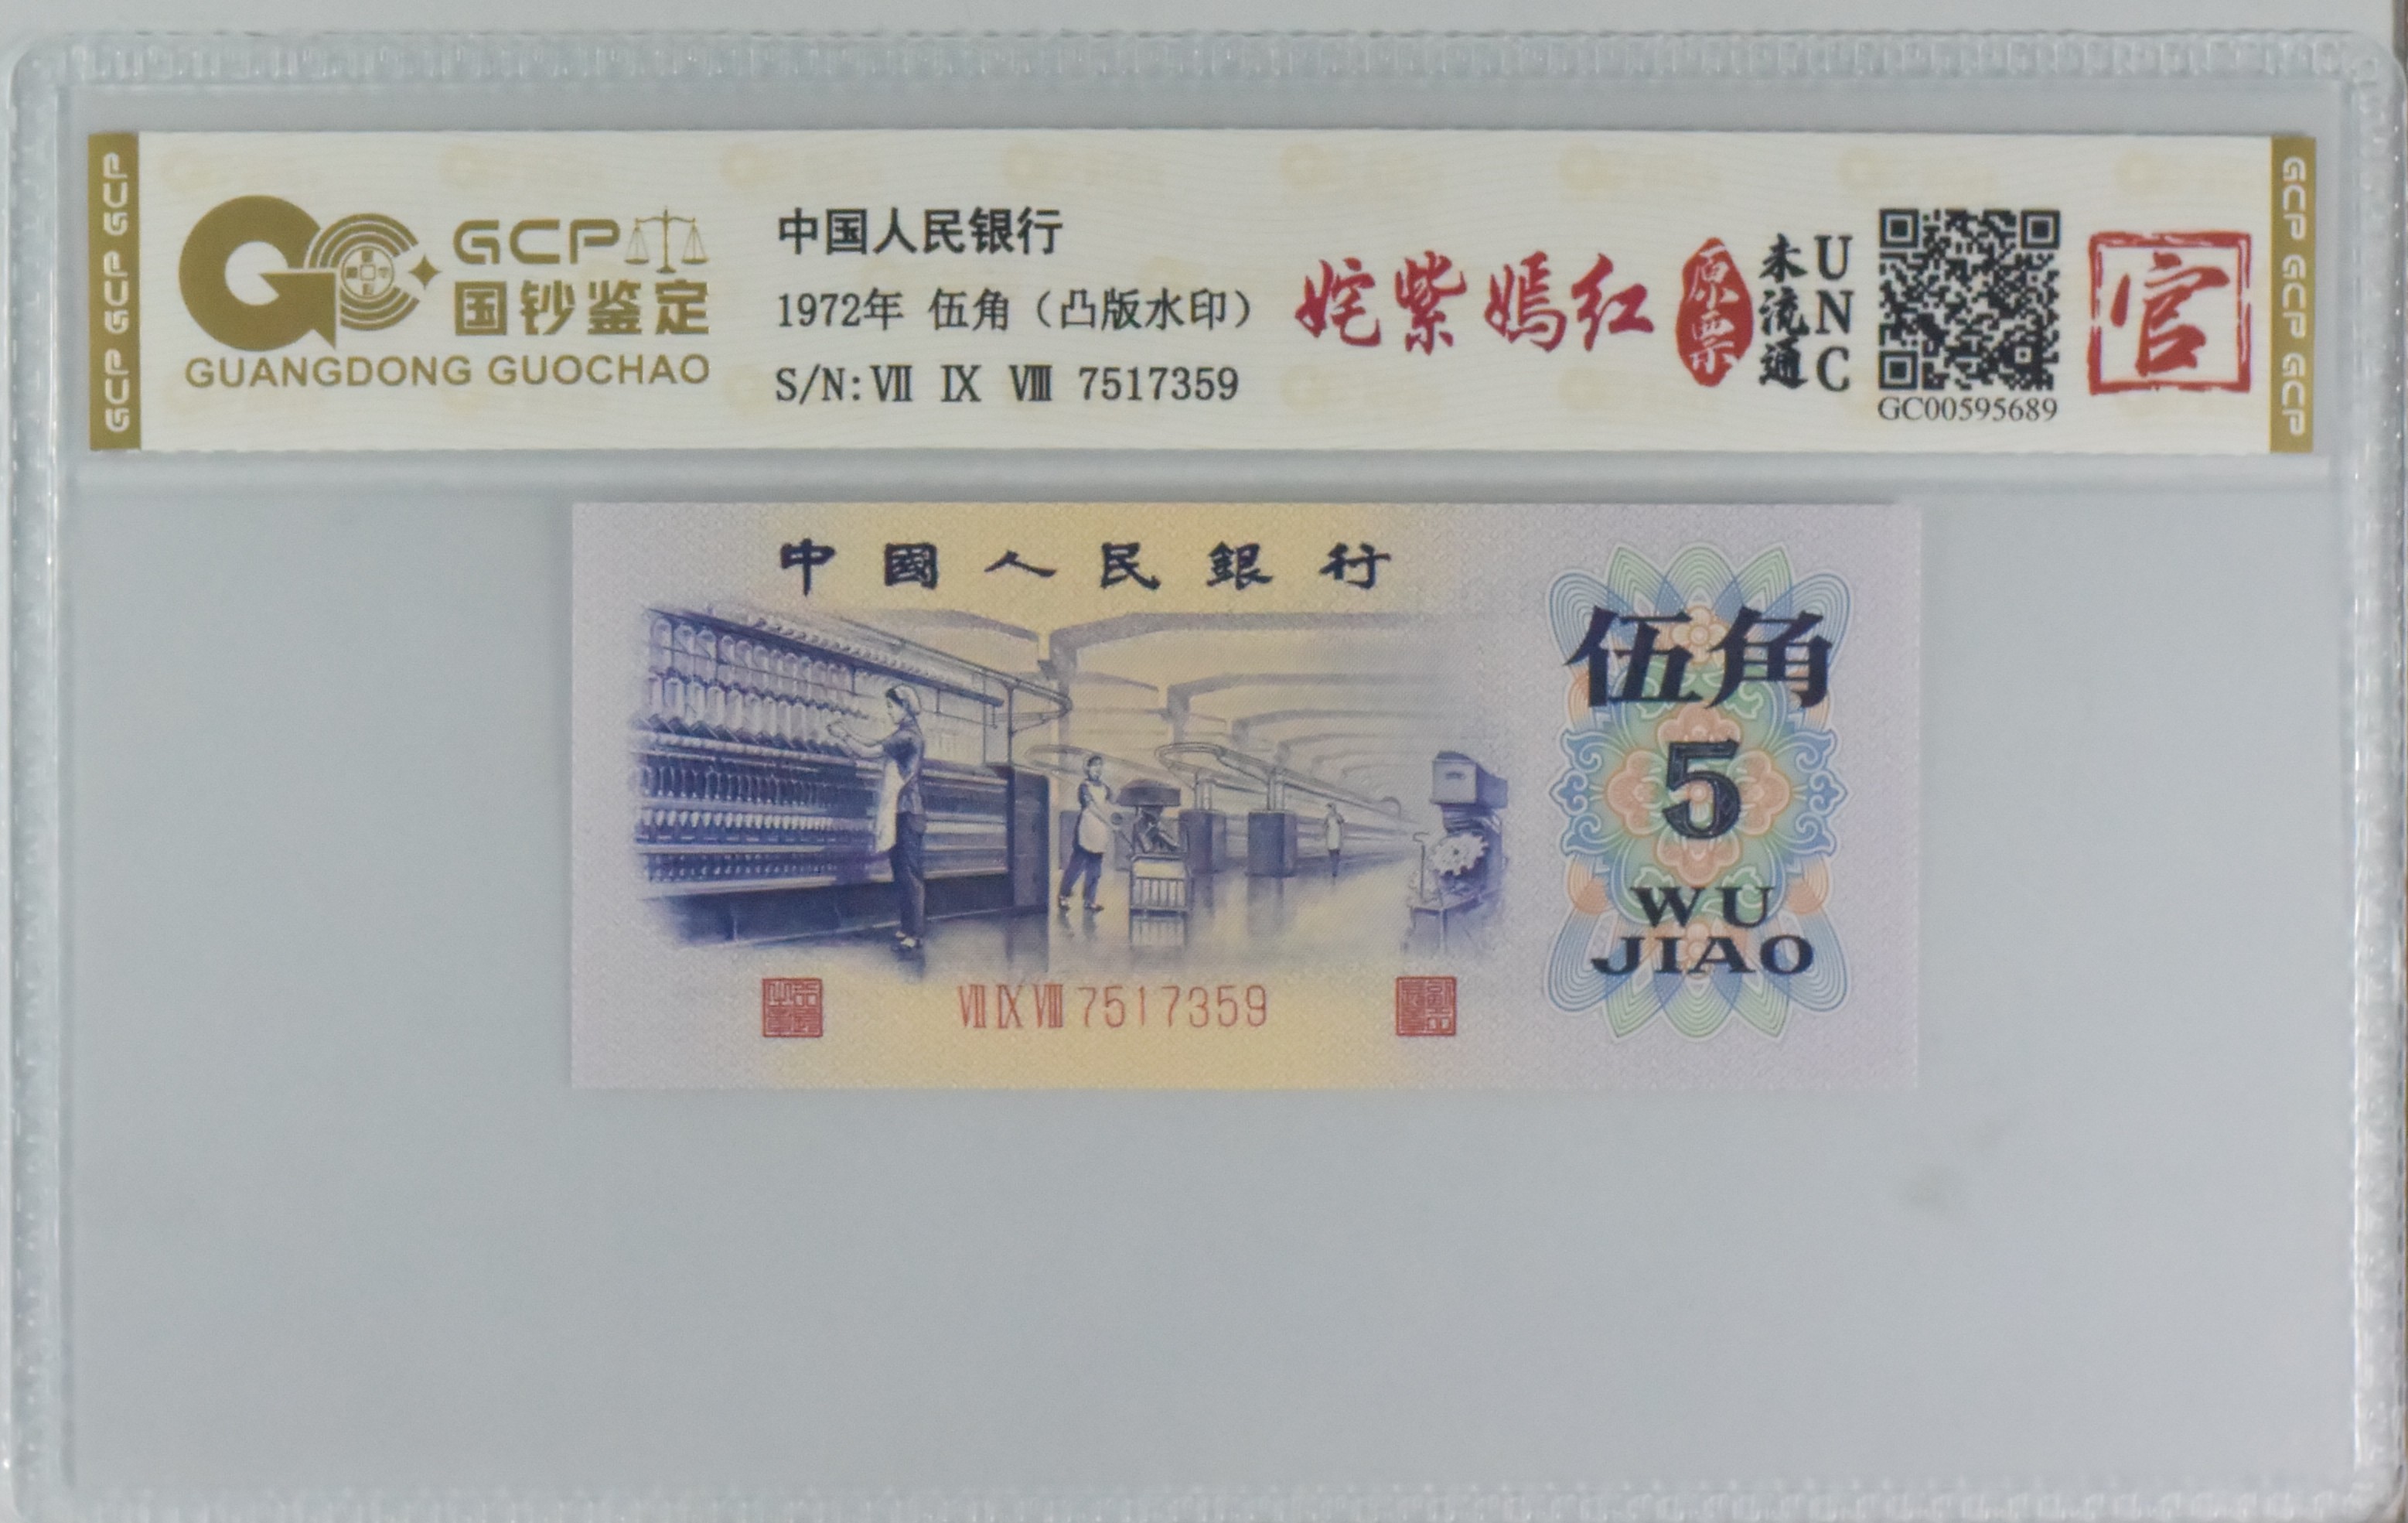 GCP GCP GCP
GCP
国钞鉴定
GUANGDONG GUOCHAO
中国人民银行
1972年 伍角（凸版水印）
S/N: Ⅶ Ⅸ Ⅷ 7517359
姹紫嫣红
原票
未流通
UNC
GC00595689
官
GCP GCP GCP
中國人民銀行
伍角
5
WU
JIAO
ⅦⅨⅧ 7517359